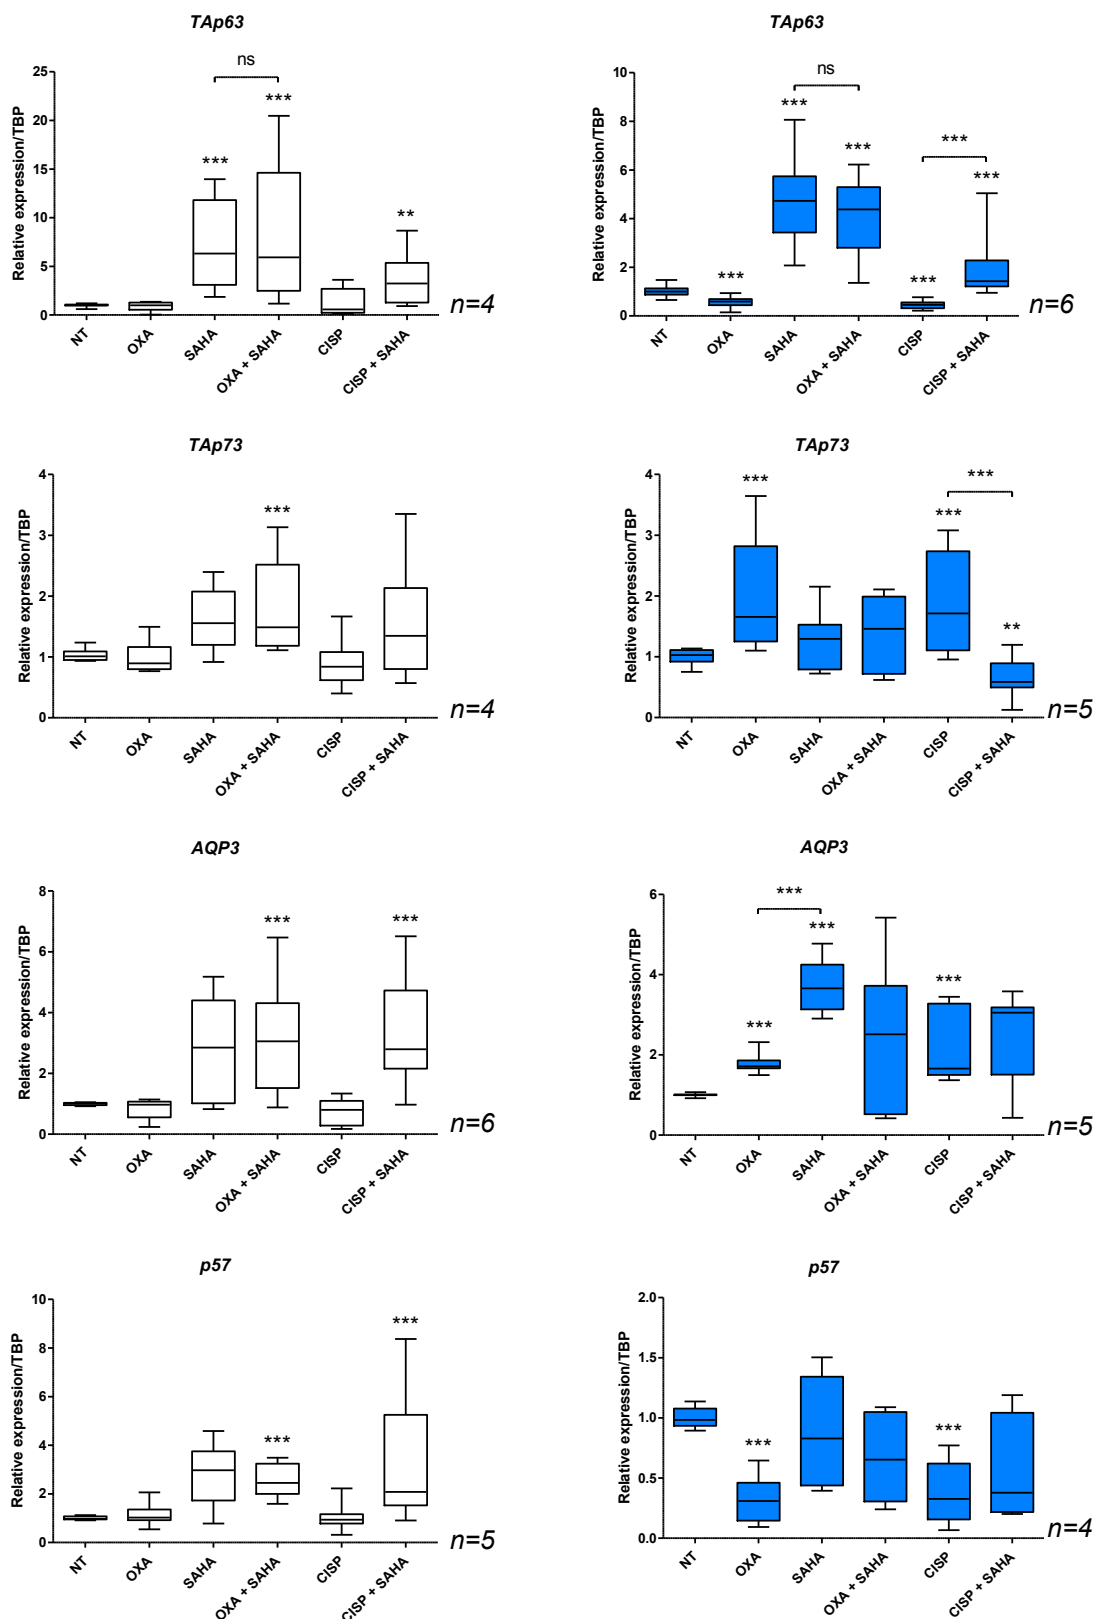 TAp63
ns
***
***
**
Relative expression/TBP
25
20
15
10
5
0
NT
OXA
SAHA
OXA + SAHA
CISP
CISP + SAHA
n=4
TAp63
ns
***
***
***
***
***
***
Relative expression/TBP
10
8
6
4
2
0
NT
OXA
SAHA
OXA + SAHA
CISP
CISP + SAHA
n=6
TAp73
***
Relative expression/TBP
4
3
2
1
0
NT
OXA
SAHA
OXA + SAHA
CISP
CISP + SAHA
n=4
TAp73
***
***
***
**
Relative expression/TBP
4
3
2
1
0
NT
OXA
SAHA
OXA + SAHA
CISP
CISP + SAHA
n=5
AQP3
***
***
Relative expression/TBP
8
6
4
2
0
NT
OXA
SAHA
OXA + SAHA
CISP
CISP + SAHA
n=6
AQP3
***
***
***
***
Relative expression/TBP
6
4
2
0
NT
OXA
SAHA
OXA + SAHA
CISP
CISP + SAHA
n=5
p57
***
***
Relative expression/TBP
10
8
6
4
2
0
NT
OXA
SAHA
OXA + SAHA
CISP
CISP + SAHA
n=5
p57
***
***
Relative expression/TBP
2.0
1.5
1.0
0.5
0.0
NT
OXA
SAHA
OXA + SAHA
CISP
CISP + SAHA
n=4